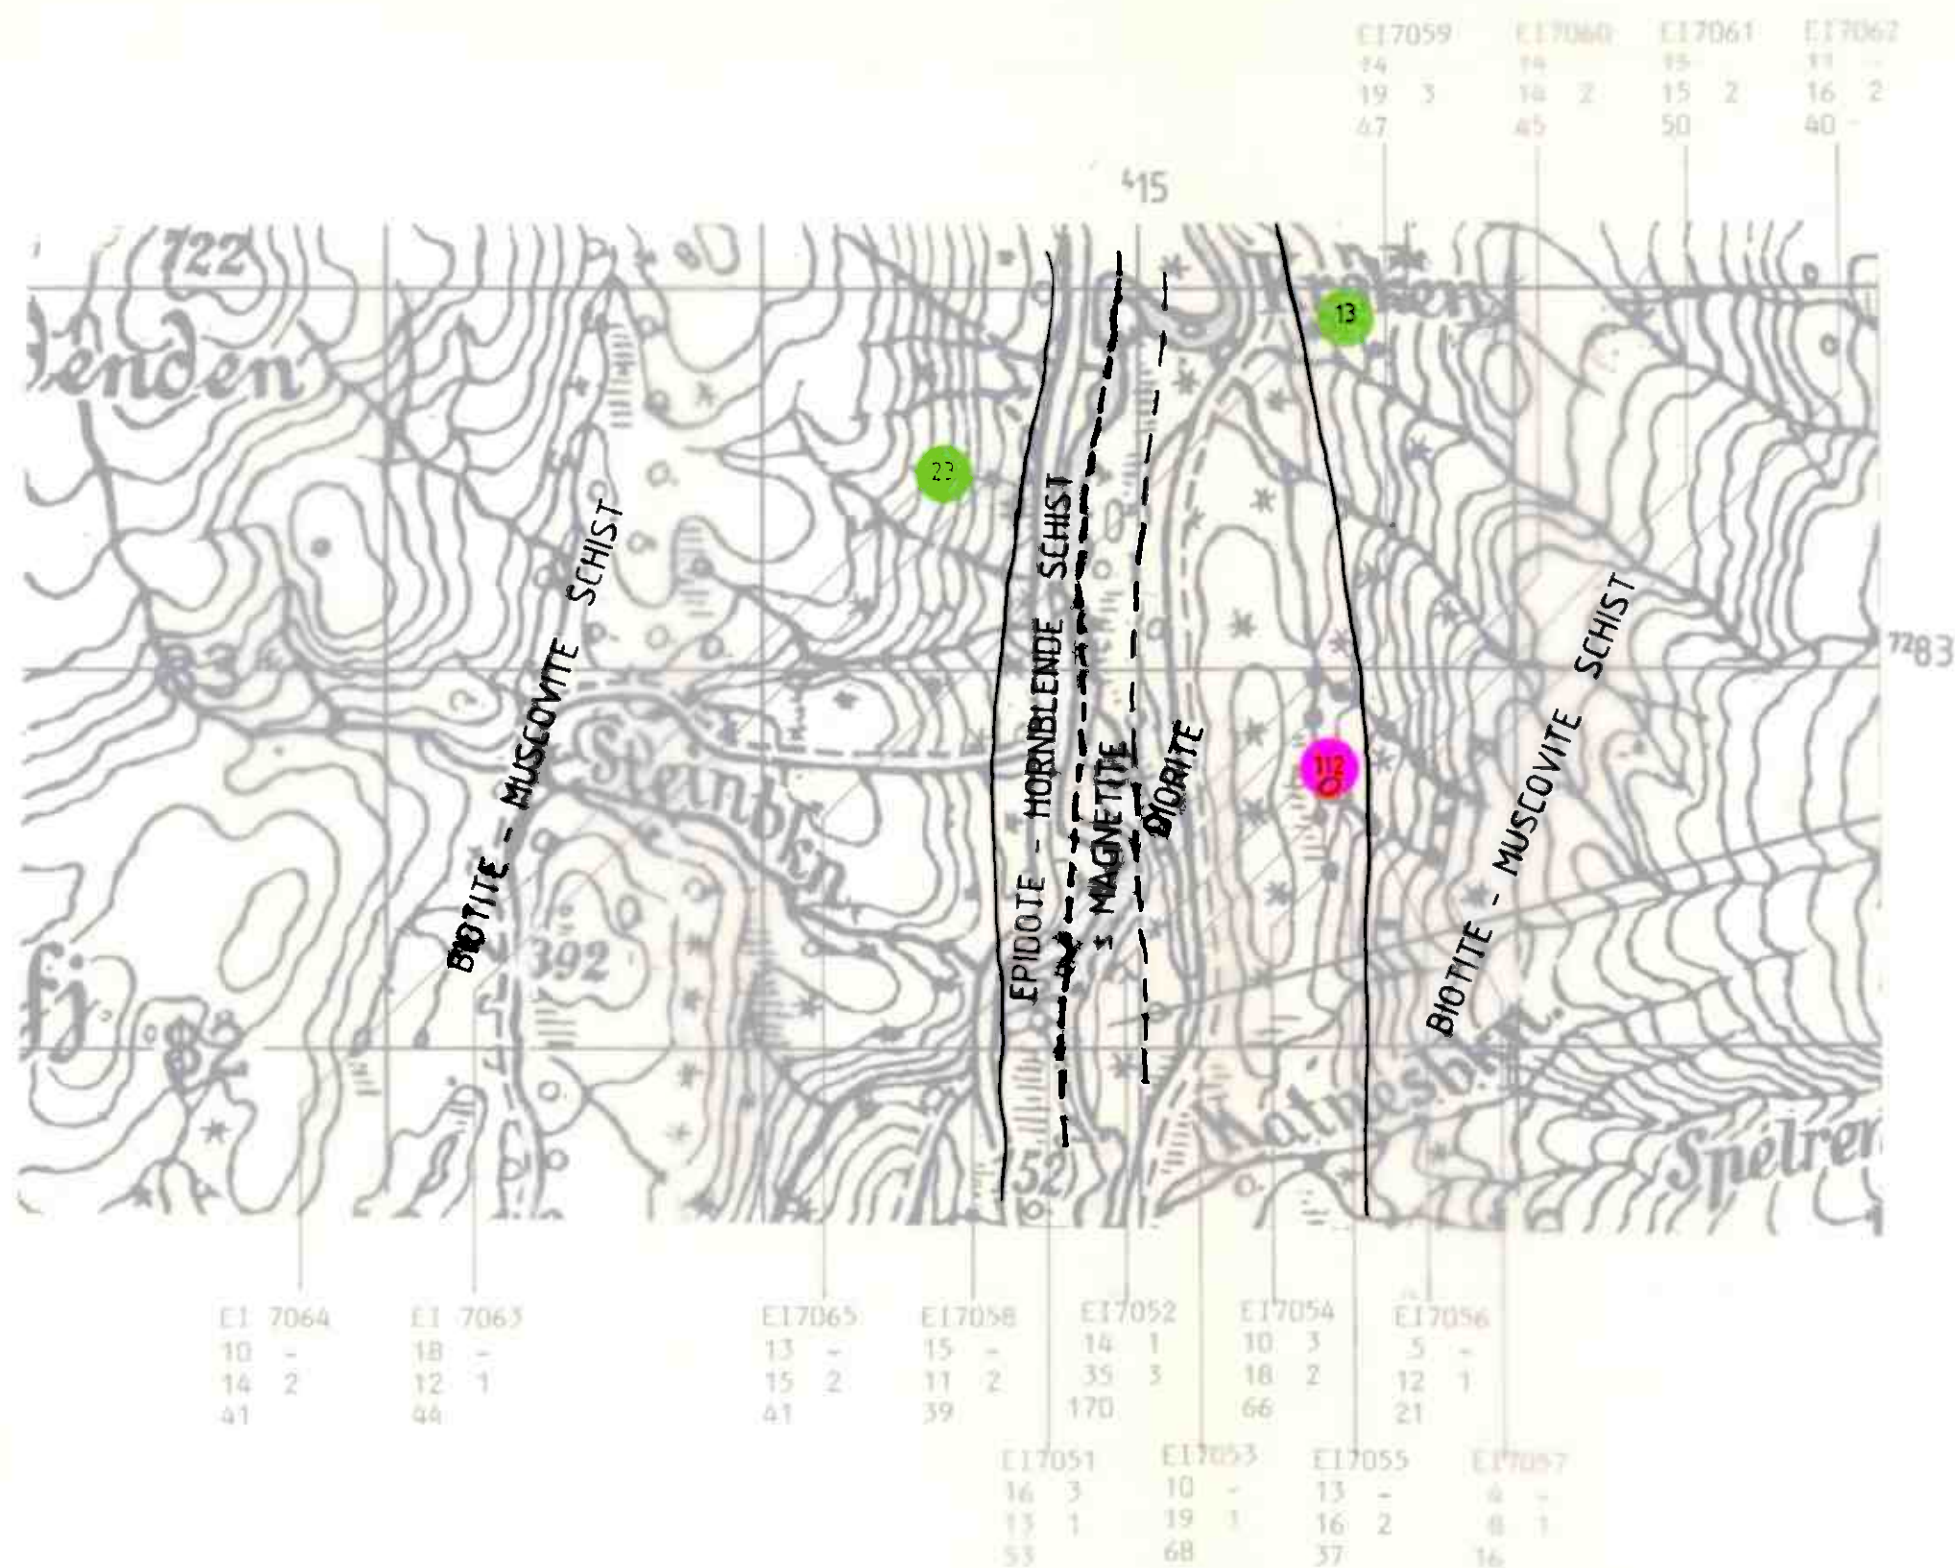 EI7059 EI7060 EI7061 EI7062
14 14 15 11 -
19 3 14 2 15 2 16 2
47 45 50 40 -
⁴15
722
13
23
⁷²83
BIOTITE - MUSCOVITE SCHIST
EPIDOTE - HORNBLENDE SCHIST
MAGNETITE
DIORITE
BIOTITE - MUSCOVITE SCHIST
Steinbkn
112
392
52
EI 7064 EI 7063 EI7065 EI7058 EI7052 EI7054 EI7056
10 - 18 - 13 - 15 - 14 1 10 3 5 -
14 2 12 1 15 2 11 2 35 3 18 2 12 1
41 44 41 39 170 66 21
EI7051 EI7053 EI7055 EI7057
16 3 10 - 13 - 4 -
13 1 19 1 16 2 8 1
53 68 37 16